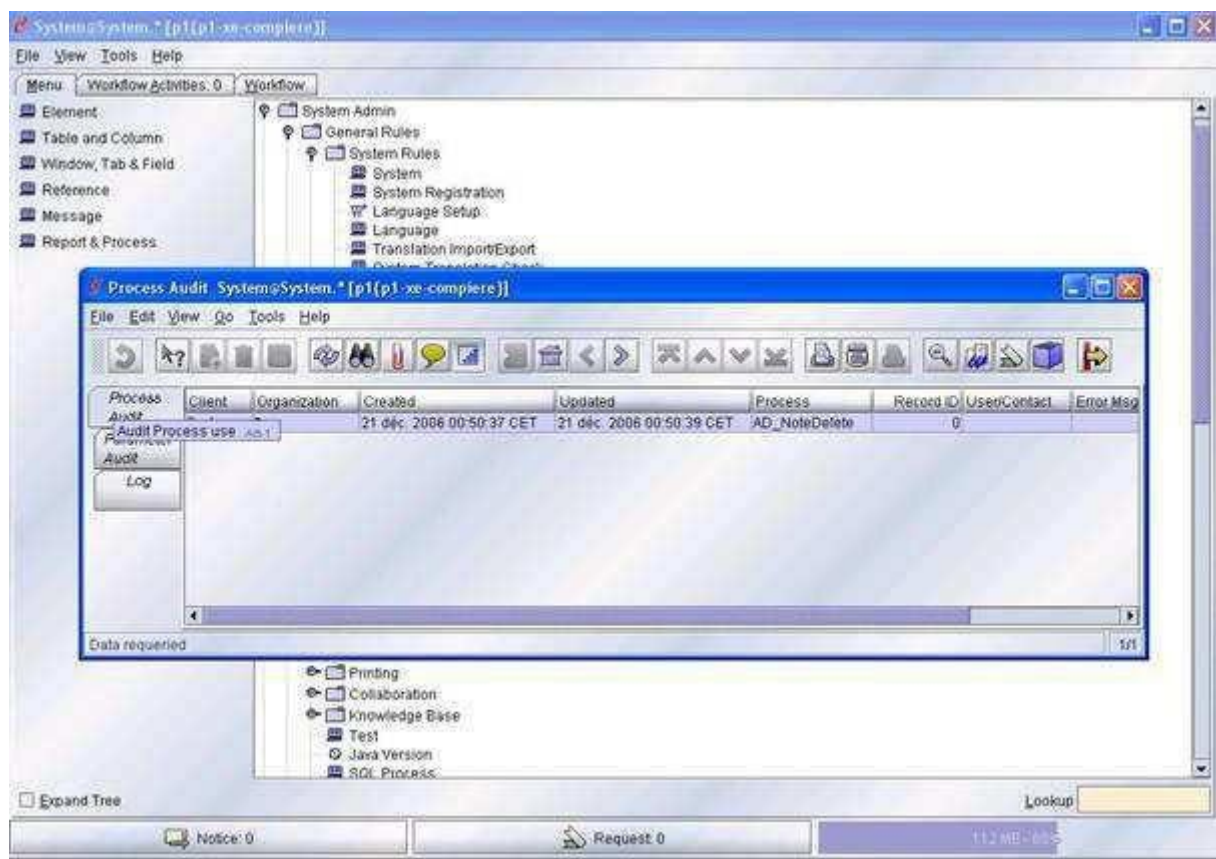 System@System.* [p1{p1-xe-compiere}]
File View Tools Help
Menu Workflow Activities: 0 Workflow
Element
Table and Column
Window, Tab & Field
Reference
Message
Report & Process
System Admin
General Rules
System Rules
System
System Registration
Language Setup
Language
Translation Import/Export
Process Audit System@System.* [p1{p1-xe-compiere}]
File Edit View Go Tools Help
Process Audit
Client Organization Created Updated Process Record ID User/Contact Error Msg
21 déc. 2006 00:50:37 CET 21 déc. 2006 00:50:39 CET AD_NoteDelete 0
Audit Process use
Parameter Audit
Log
Data requeried 1/1
Printing
Collaboration
Knowledge Base
Test
Java Version
SQL Process
Expand Tree Lookup
Notice: 0 Request: 0